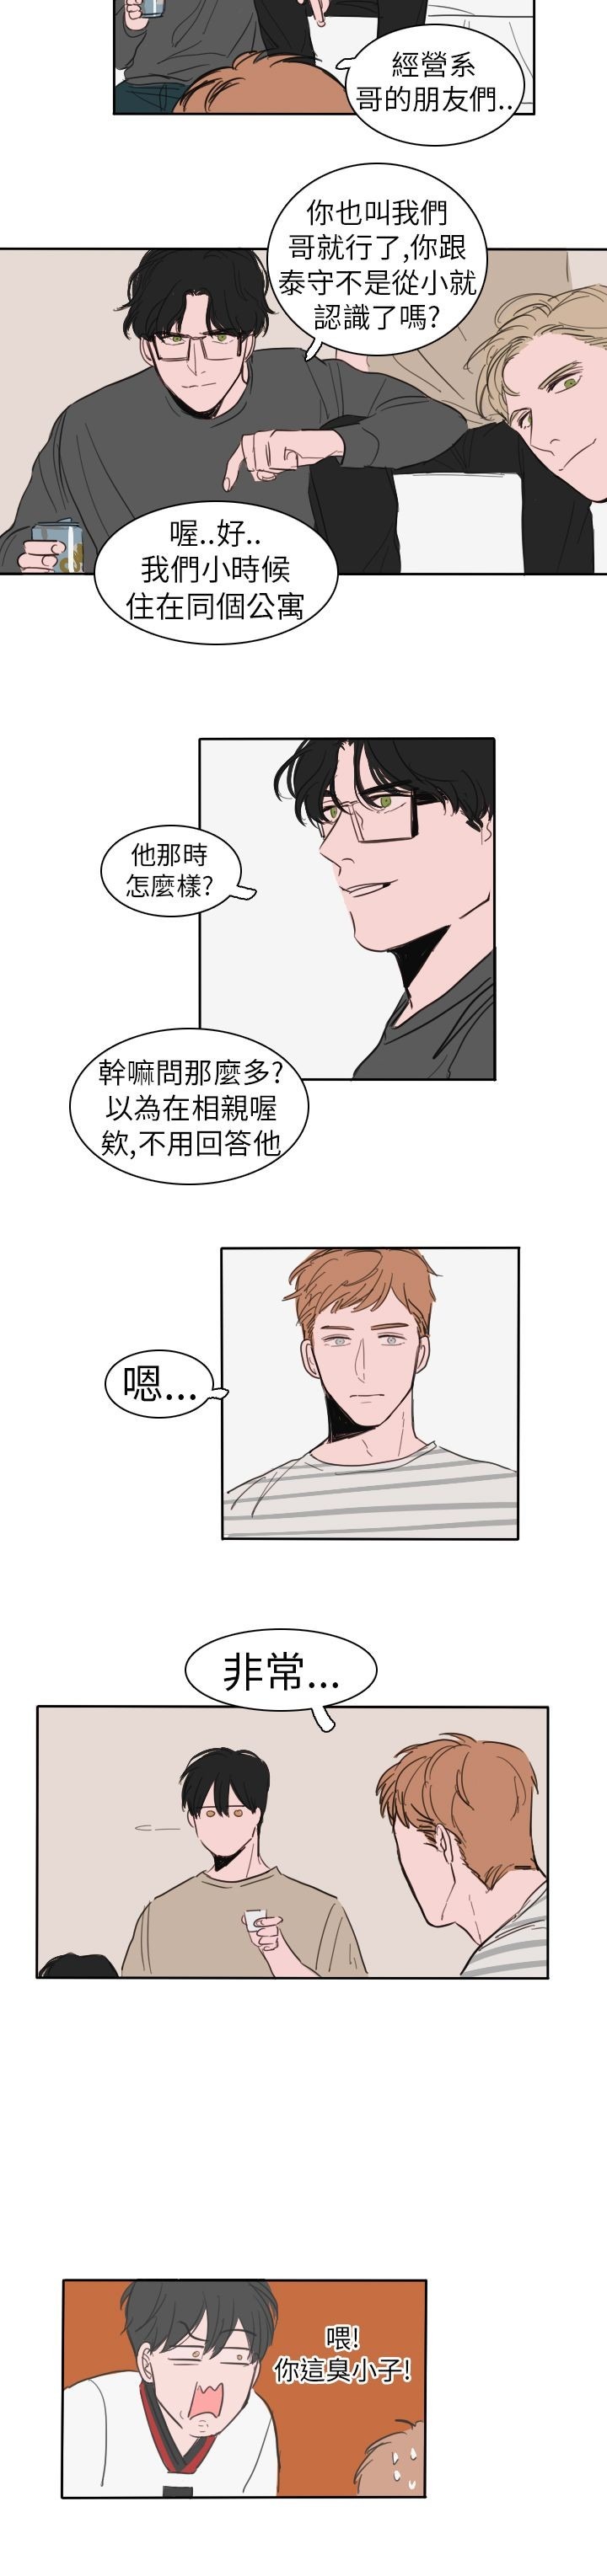 經營系
哥的朋友們..
你也叫我們
哥就行了,你跟
泰守不是從小就
認識了嗎?
喔..好..
我們小時候
住在同個公寓
他那時
怎麼樣?
幹嘛問那麼多?
以為在相親喔
欸,不用回答他
嗯...
非常...
喂!
你這臭小子!